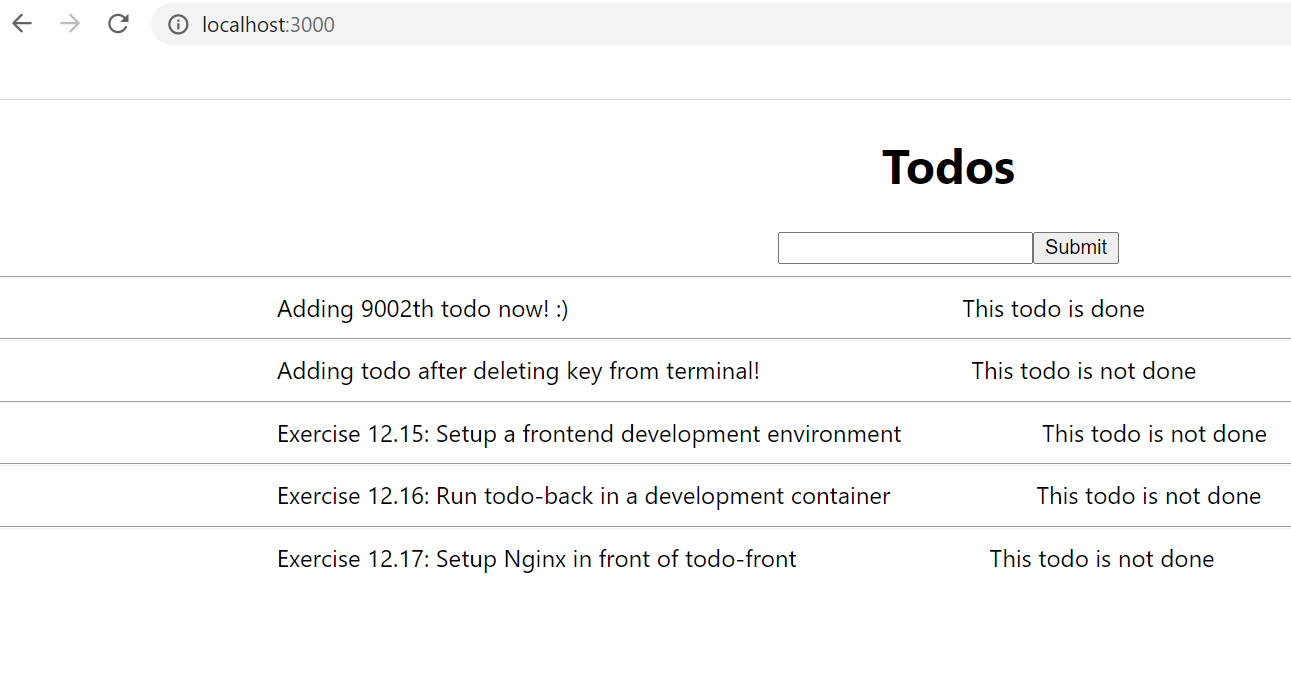 localhost:3000
Todos
Submit
Adding 9002th todo now! :) This todo is done
Adding todo after deleting key from terminal! This todo is not done
Exercise 12.15: Setup a frontend development environment This todo is not done
Exercise 12.16: Run todo-back in a development container This todo is not done
Exercise 12.17: Setup Nginx in front of todo-front This todo is not done